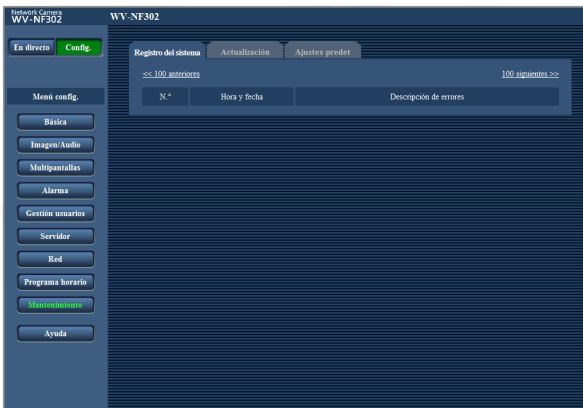 Network Camera
WV-NF302
WV-NF302
En directo
Config.
Registro del sistema
Actualización
Ajustes predet
<< 100 anteriores
100 siguientes >>
Menú config.
N.º
Hora y fecha
Descripción de errores
Básica
Imagen/Audio
Multipantallas
Alarma
Gestión usuarios
Servidor
Red
Programa horario
Mantenimiento
Ayuda